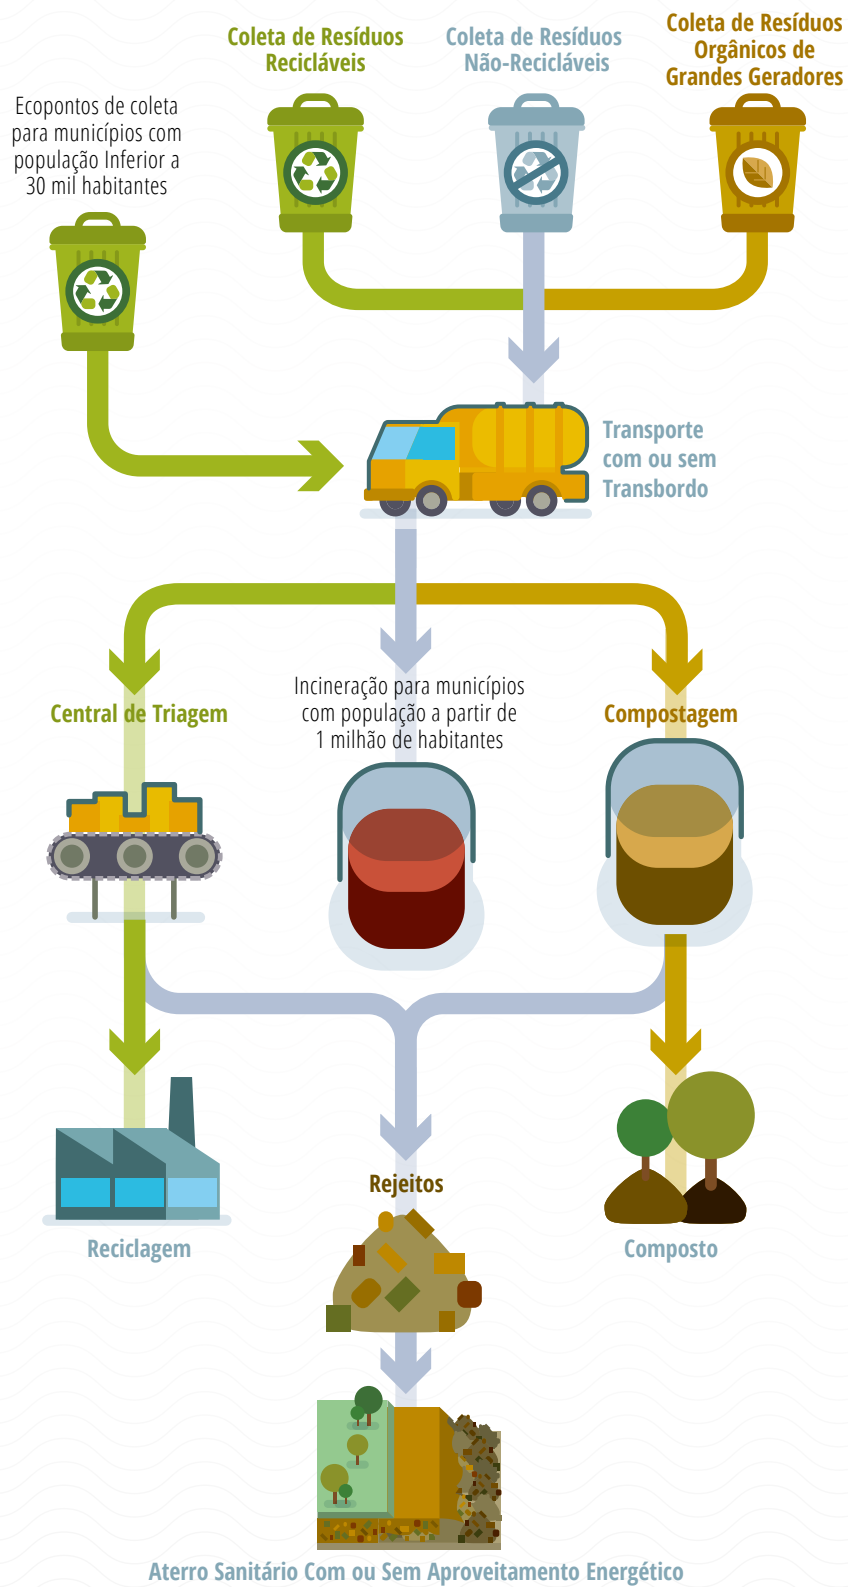 Coleta de Resíduos
Recicláveis
Coleta de Resíduos
Não-Recicláveis
Coleta de Resíduos
Orgânicos de
Grandes Geradores
Ecopontos de coleta
para municípios com
população Inferior a
30 mil habitantes
Transporte
com ou sem
Transbordo
Central de Triagem
Incineração para municípios
com população a partir de
1 milhão de habitantes
Compostagem
Rejeitos
Reciclagem
Composto
Aterro Sanitário Com ou Sem Aproveitamento Energético